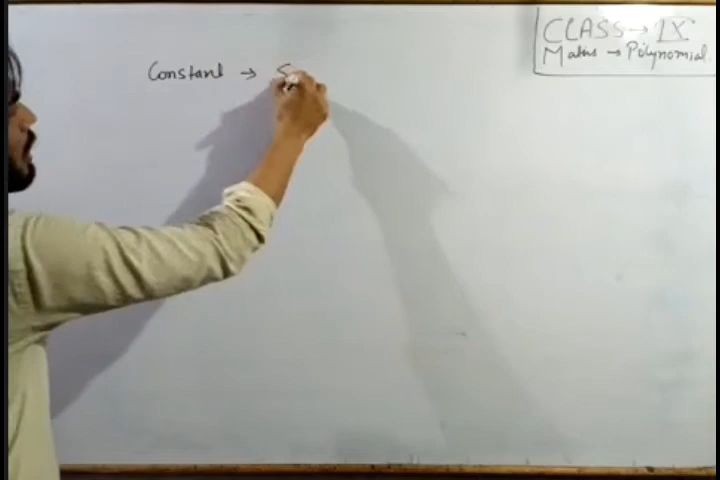 CLASS → IX
Maths → Polynomial.
Constant →